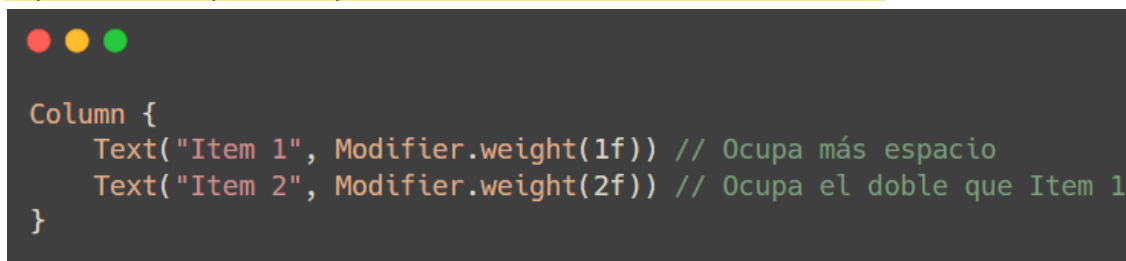 Column {
    Text("Item 1", Modifier.weight(1f)) // Ocupa más espacio
    Text("Item 2", Modifier.weight(2f)) // Ocupa el doble que Item 1
}